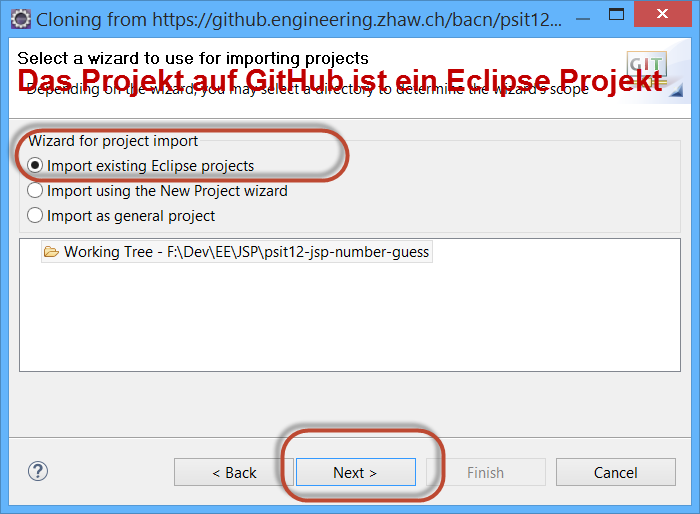 Cloning from https://github.engineering.zhaw.ch/bacn/psit12...
Select a wizard to use for importing projects
Das Projekt auf GitHub ist ein Eclipse Projekt
Depending on the wizard, you may select a directory to determine the wizard's scope
GIT
Wizard for project import
Import existing Eclipse projects
Import using the New Project wizard
Import as general project
Working Tree - F:\Dev\EE\JSP\psit12-jsp-number-guess
?
< Back
Next >
Finish
Cancel